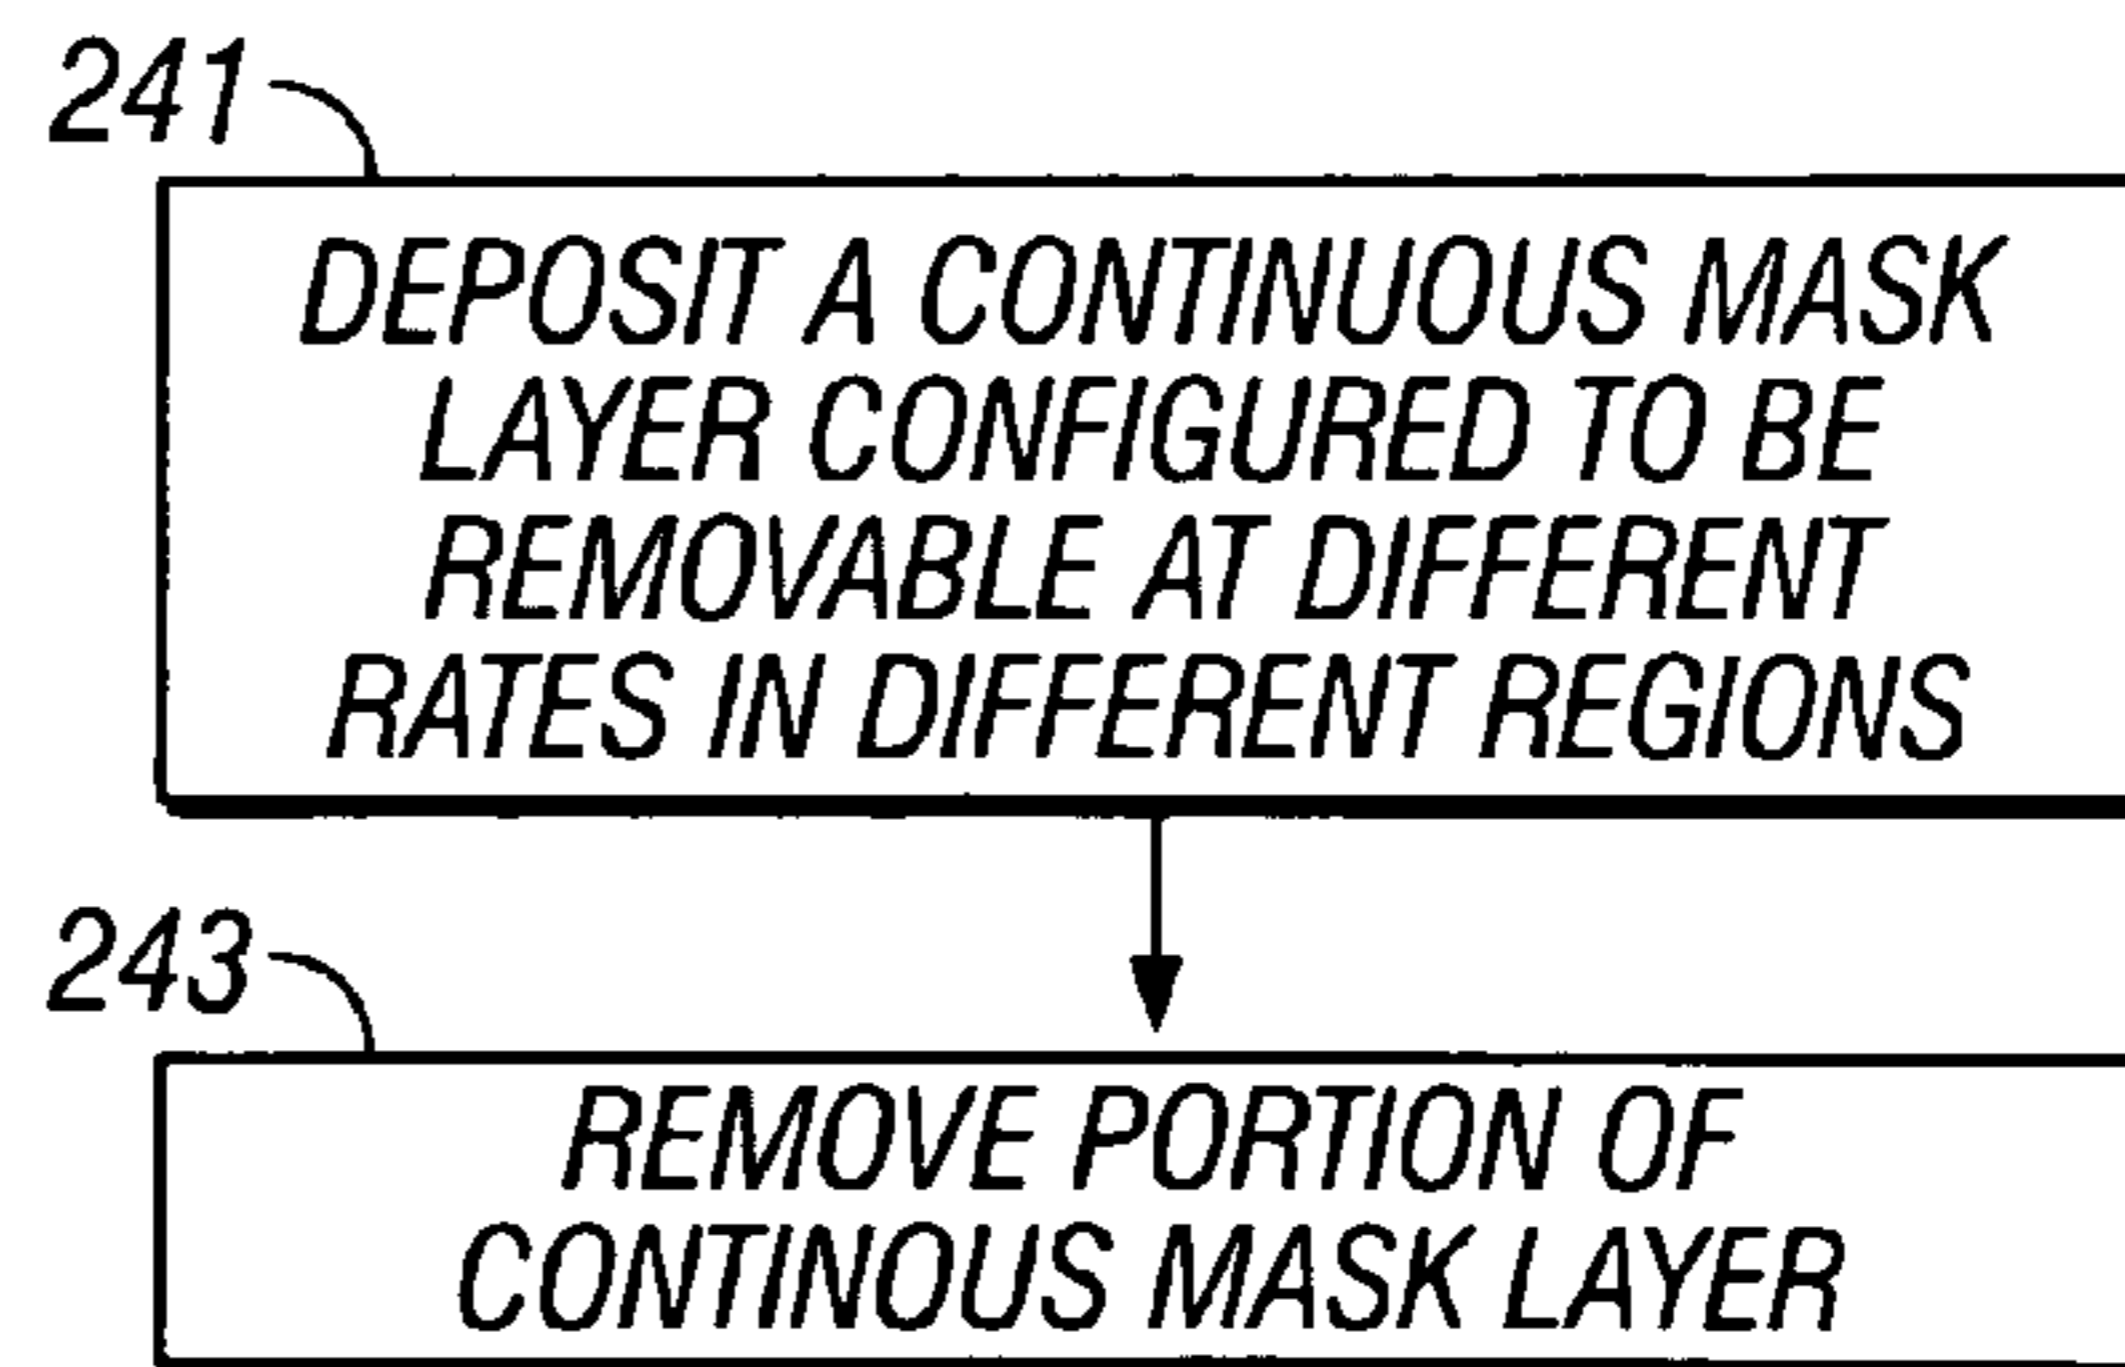 241
DEPOSIT A CONTINUOUS MASK
LAYER CONFIGURED TO BE
REMOVABLE AT DIFFERENT
RATES IN DIFFERENT REGIONS
243
REMOVE PORTION OF
CONTINOUS MASK LAYER